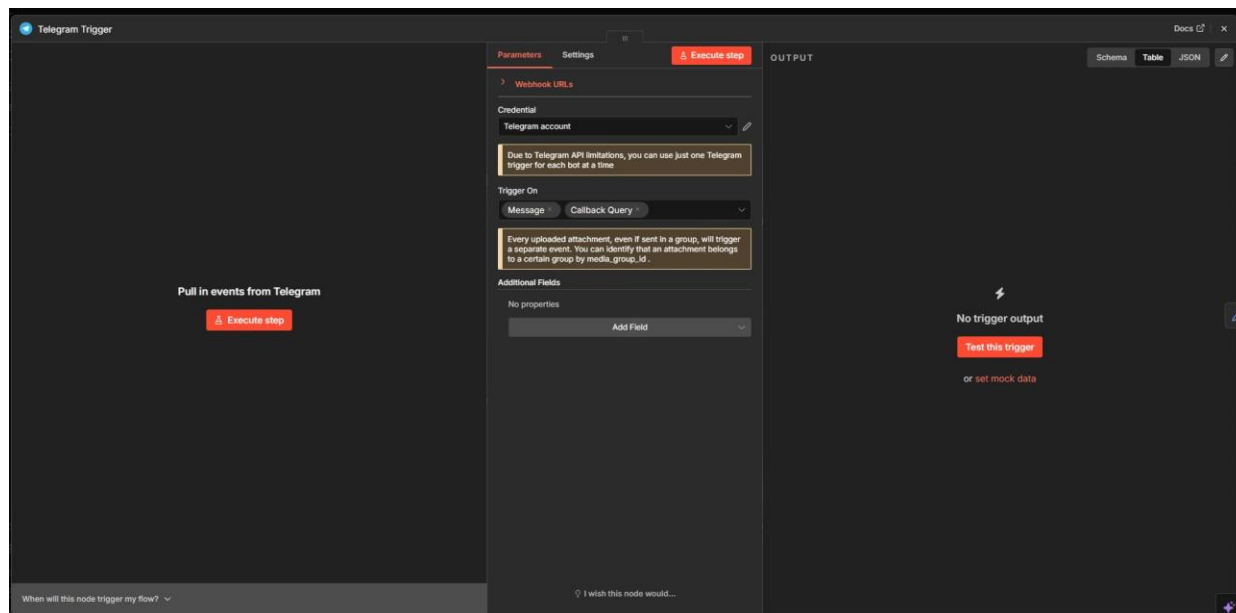 Telegram Trigger
Docs
Parameters
Settings
Execute step
OUTPUT
Schema
Table
JSON
Webhook URLs
Credential
Telegram account
Due to Telegram API limitations, you can use just one Telegram
trigger for each bot at a time
Trigger On
Message
Callback Query
Every uploaded attachment, even if sent in a group, will trigger
a separate event. You can identify that an attachment belongs
to a certain group by media_group_id .
Additional Fields
No properties
Add Field
Pull in events from Telegram
Execute step
No trigger output
Test this trigger
or set mock data
When will this node trigger my flow?
I wish this node would...